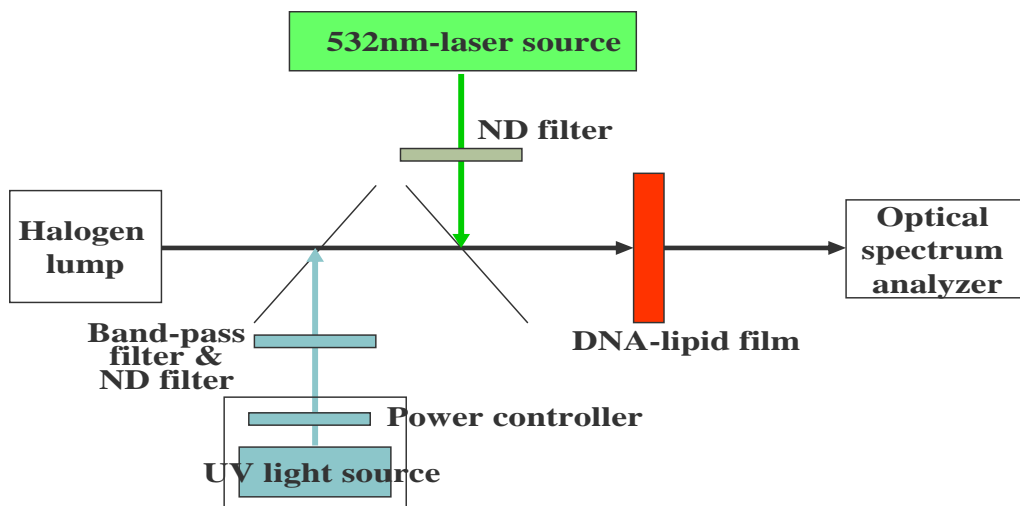 532nm-laser source
ND filter
Halogen
lump
Optical
spectrum
analyzer
Band-pass
filter &
ND filter
DNA-lipid film
Power controller
UV light source